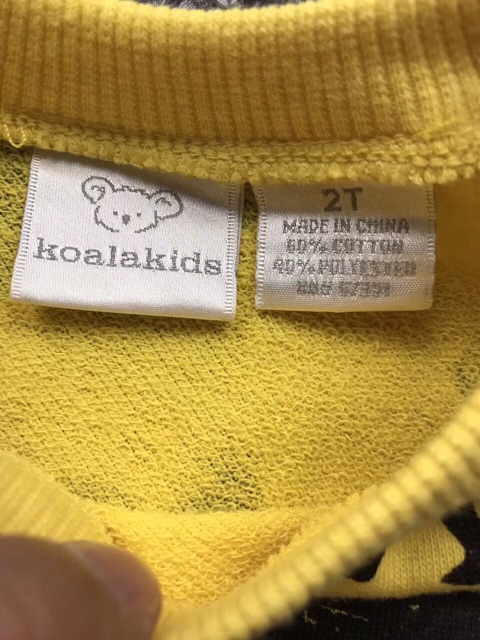 koalakids
2T
MADE IN CHINA
60% COTTON
40% POLYESTER